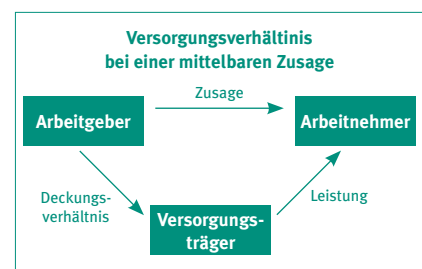 Versorgungsverhältnis
bei einer mittelbaren Zusage
Zusage
Arbeitgeber
Arbeitnehmer
Deckungs-
verhältnis
Leistung
Versorgungs-
träger